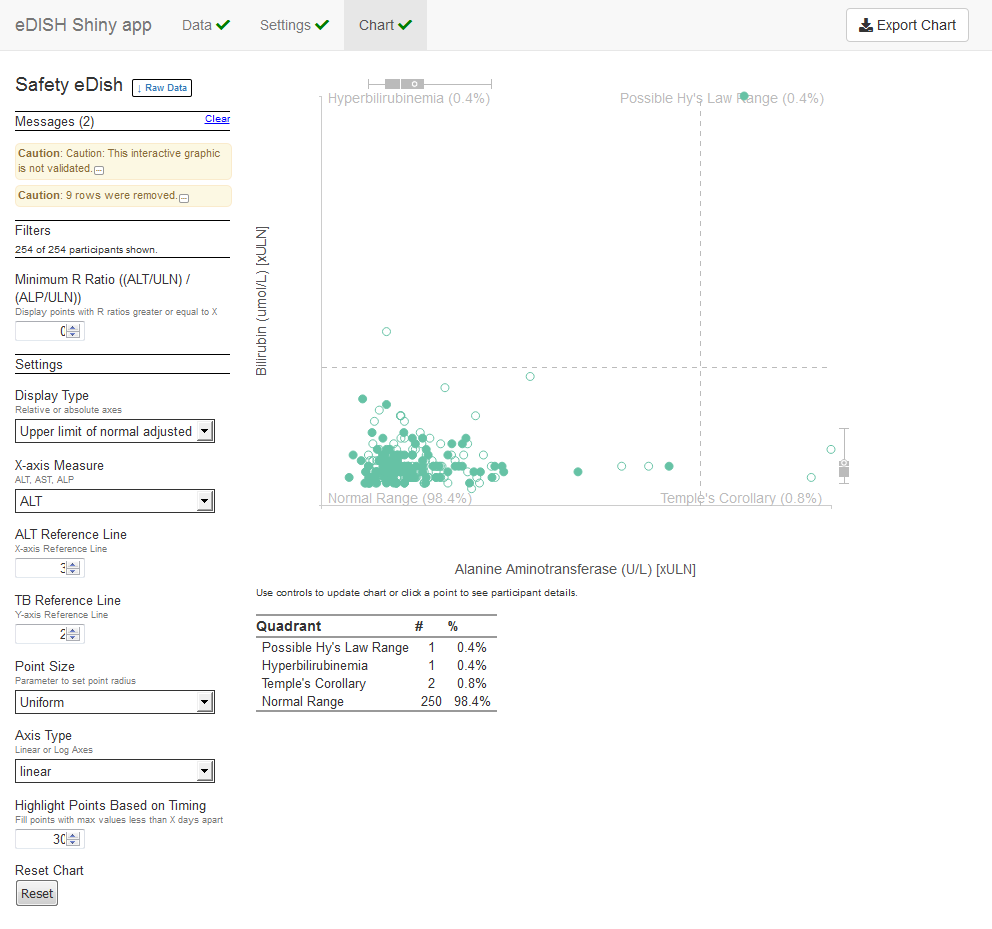 eDISH Shiny app
Data
Settings
Chart
Export Chart
Safety eDish
↓ Raw Data
Messages (2)
Clear
Caution: Caution: This interactive graphic
is not validated.
Caution: 9 rows were removed.
Filters
254 of 254 participants shown.
Minimum R Ratio ((ALT/ULN) /
(ALP/ULN))
Display points with R ratios greater or equal to X
0
Settings
Display Type
Relative or absolute axes
Upper limit of normal adjusted
X-axis Measure
ALT, AST, ALP
ALT
ALT Reference Line
X-axis Reference Line
3
TB Reference Line
Y-axis Reference Line
2
Point Size
Parameter to set point radius
Uniform
Axis Type
Linear or Log Axes
linear
Highlight Points Based on Timing
Fill points with max values less than X days apart
30
Reset Chart
Reset
Hyperbilirubinemia (0.4%)
Possible Hy's Law Range (0.4%)
Bilirubin (umol/L) [xULN]
Normal Range (98.4%)
Temple's Corollary (0.8%)
Alanine Aminotransferase (U/L) [xULN]
Use controls to update chart or click a point to see participant details.
Quadrant # %
Possible Hy's Law Range 1 0.4%
Hyperbilirubinemia 1 0.4%
Temple's Corollary 2 0.8%
Normal Range 250 98.4%